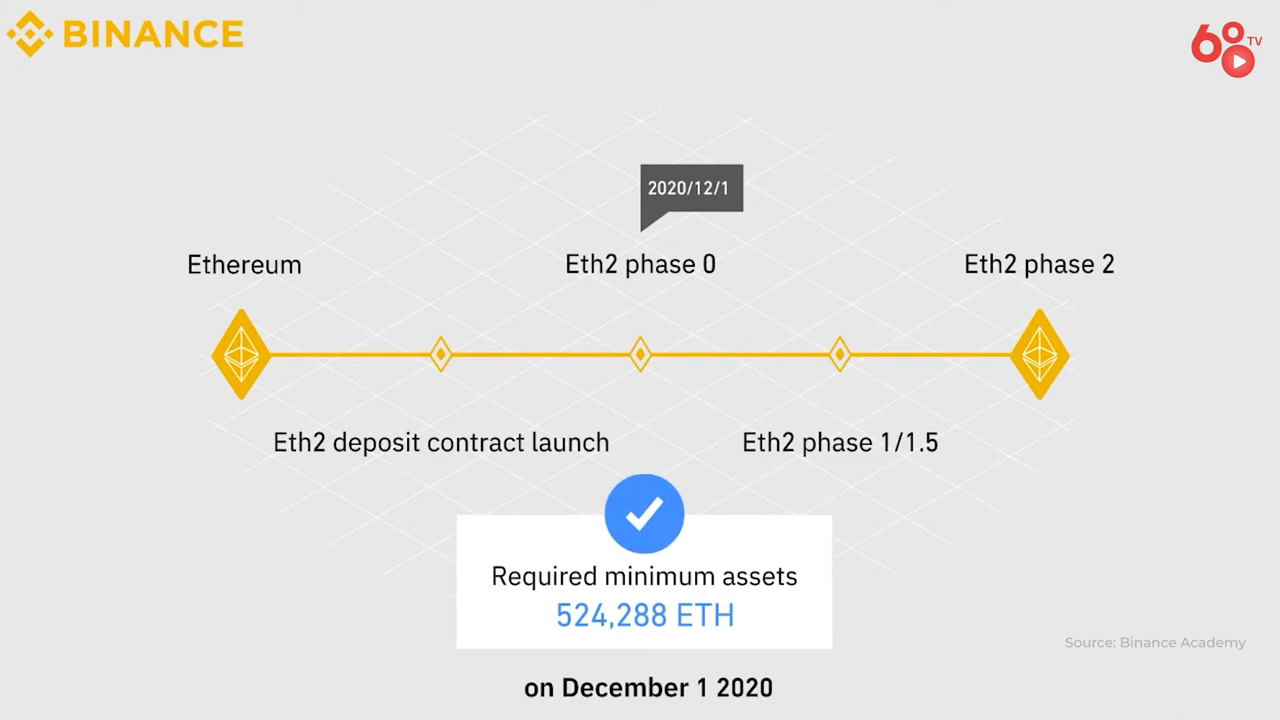 BINANCE
68 TV
2020/12/1
Ethereum
Eth2 phase 0
Eth2 phase 2
Eth2 deposit contract launch
Eth2 phase 1/1.5
Required minimum assets
524,288 ETH
Source: Binance Academy
on December 1 2020